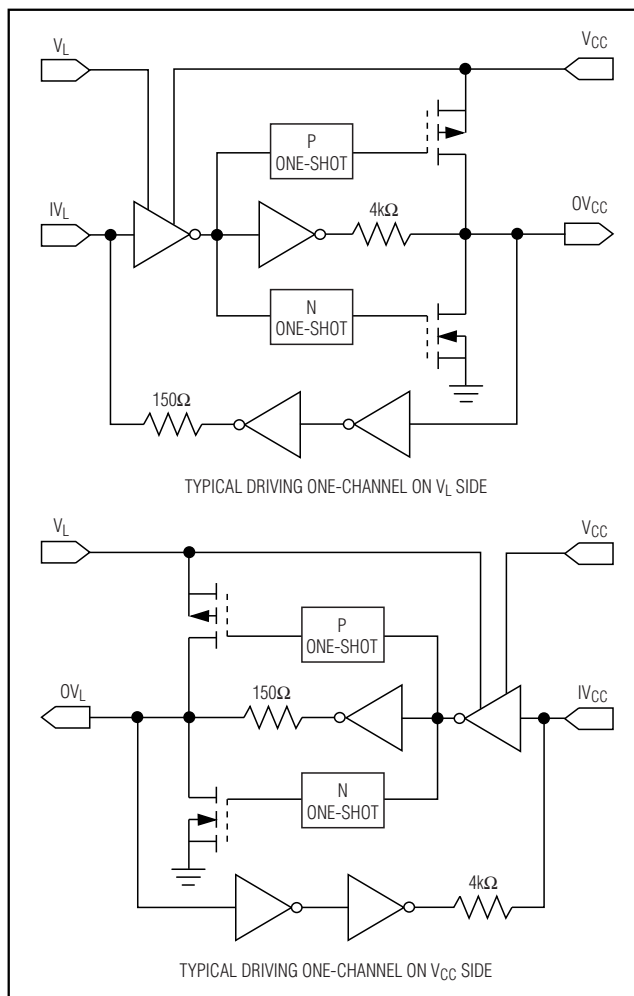 V_L
V_CC
P
ONE-SHOT
IV_L
4kΩ
OV_CC
N
ONE-SHOT
150Ω
TYPICAL DRIVING ONE-CHANNEL ON V_L SIDE
V_L
V_CC
P
ONE-SHOT
OV_L
150Ω
IV_CC
N
ONE-SHOT
4kΩ
TYPICAL DRIVING ONE-CHANNEL ON V_CC SIDE